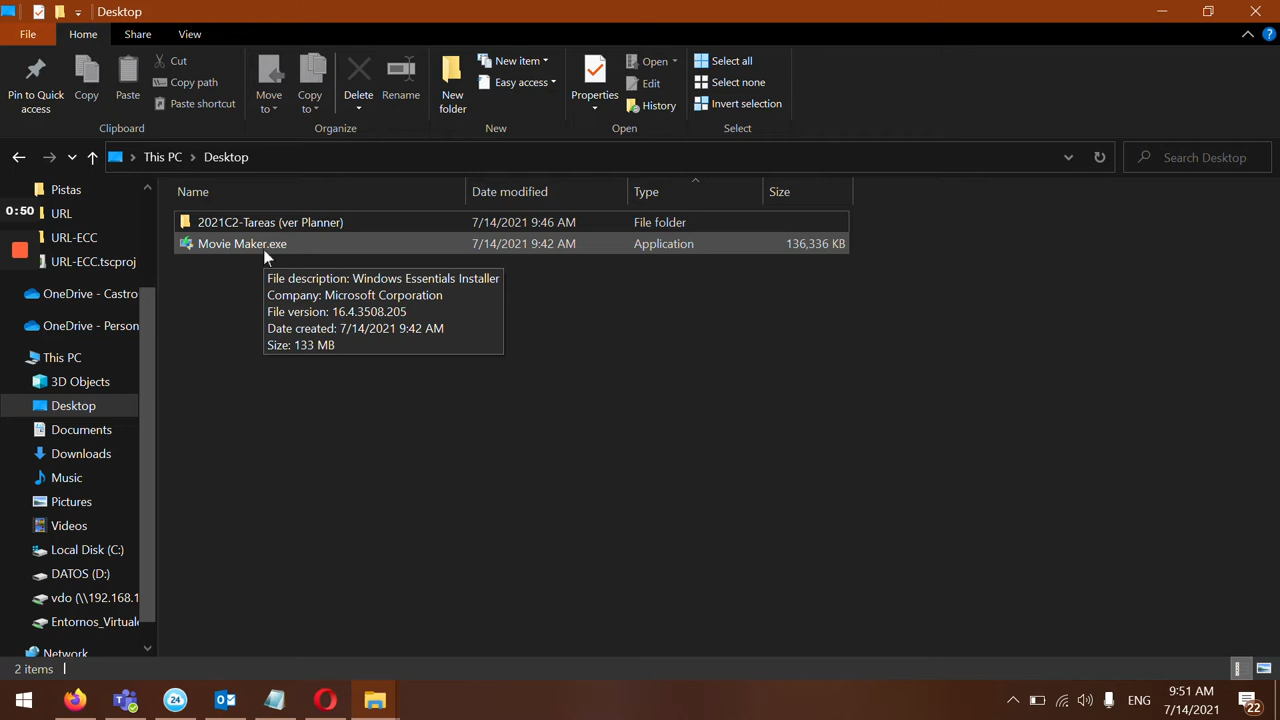 Desktop
File
Home
Share
View
Pin to Quick access
Copy
Paste
Cut
Copy path
Paste shortcut
Clipboard
Move to
Copy to
Delete
Rename
Organize
New folder
New item
Easy access
New
Properties
Open
Edit
History
Open
Select all
Select none
Invert selection
Select
This PC > Desktop
Search Desktop
Name
Date modified
Type
Size
2021C2-Tareas (ver Planner)
7/14/2021 9:46 AM
File folder
Movie Maker.exe
7/14/2021 9:42 AM
Application
136,336 KB
File description: Windows Essentials Installer
Company: Microsoft Corporation
File version: 16.4.3508.205
Date created: 7/14/2021 9:42 AM
Size: 133 MB
Pistas
0:50
URL
URL-ECC
URL-ECC.tscproj
OneDrive - Castro
OneDrive - Person
This PC
3D Objects
Desktop
Documents
Downloads
Music
Pictures
Videos
Local Disk (C:)
DATOS (D:)
vdo (\\192.168.1
Entornos_Virtuale
Network
2 items
24
ENG
9:51 AM
7/14/2021
22